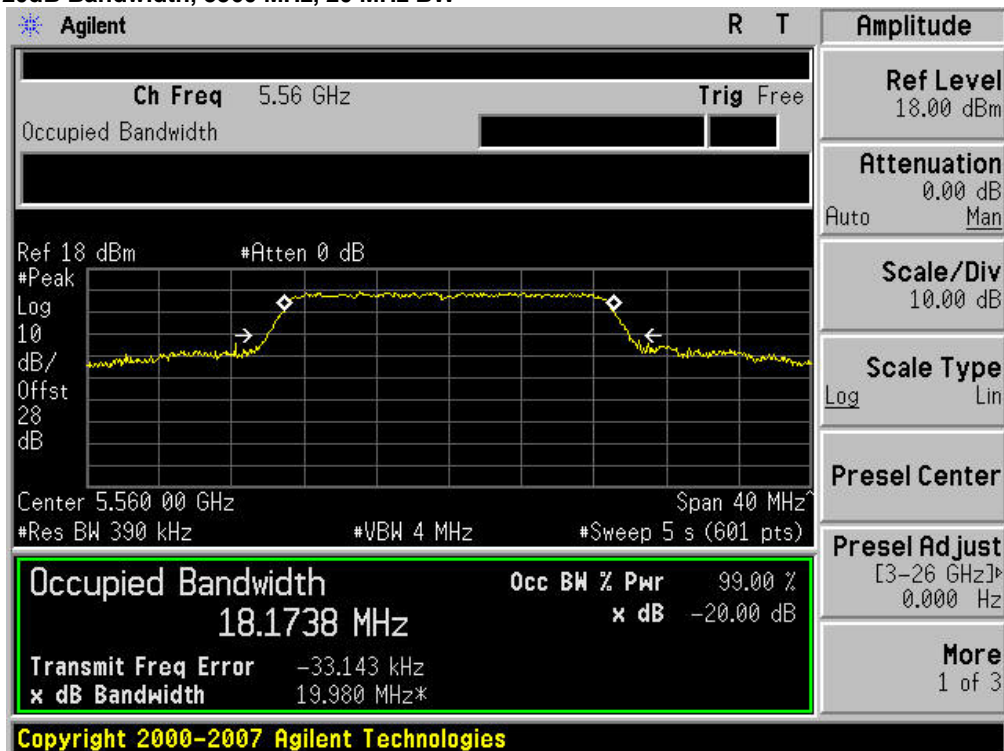 Agilent R T
Ch Freq 5.56 GHz Trig Free
Occupied Bandwidth
Ref 18 dBm #Atten 0 dB
#Peak
Log
10
dB/
Offst
28
dB
Center 5.560 00 GHz Span 40 MHz^
#Res BW 390 kHz #VBW 4 MHz #Sweep 5 s (601 pts)
Occupied Bandwidth Occ BW % Pwr 99.00 %
18.1738 MHz x dB -20.00 dB
Transmit Freq Error -33.143 kHz
x dB Bandwidth 19.980 MHz*
Copyright 2000-2007 Agilent Technologies
Amplitude
Ref Level
18.00 dBm
Attenuation
0.00 dB
Auto Man
Scale/Div
10.00 dB
Scale Type
Log Lin
Presel Center
Presel Adjust
[3-26 GHz]
0.000 Hz
More
1 of 3